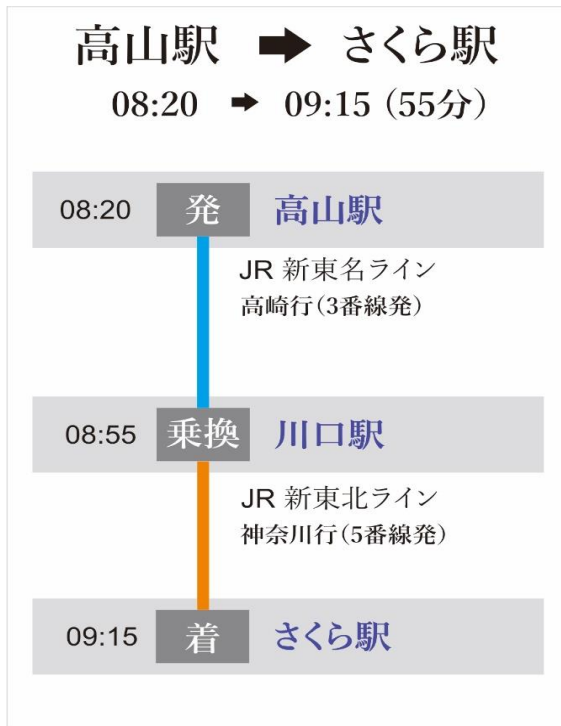 高山駅 ➡ さくら駅
08:20 ➡ 09:15 (55分)
08:20 発 高山駅
JR 新東名ライン
高崎行(3番線発)
08:55 乗換 川口駅
JR 新東北ライン
神奈川行(5番線発)
09:15 着 さくら駅